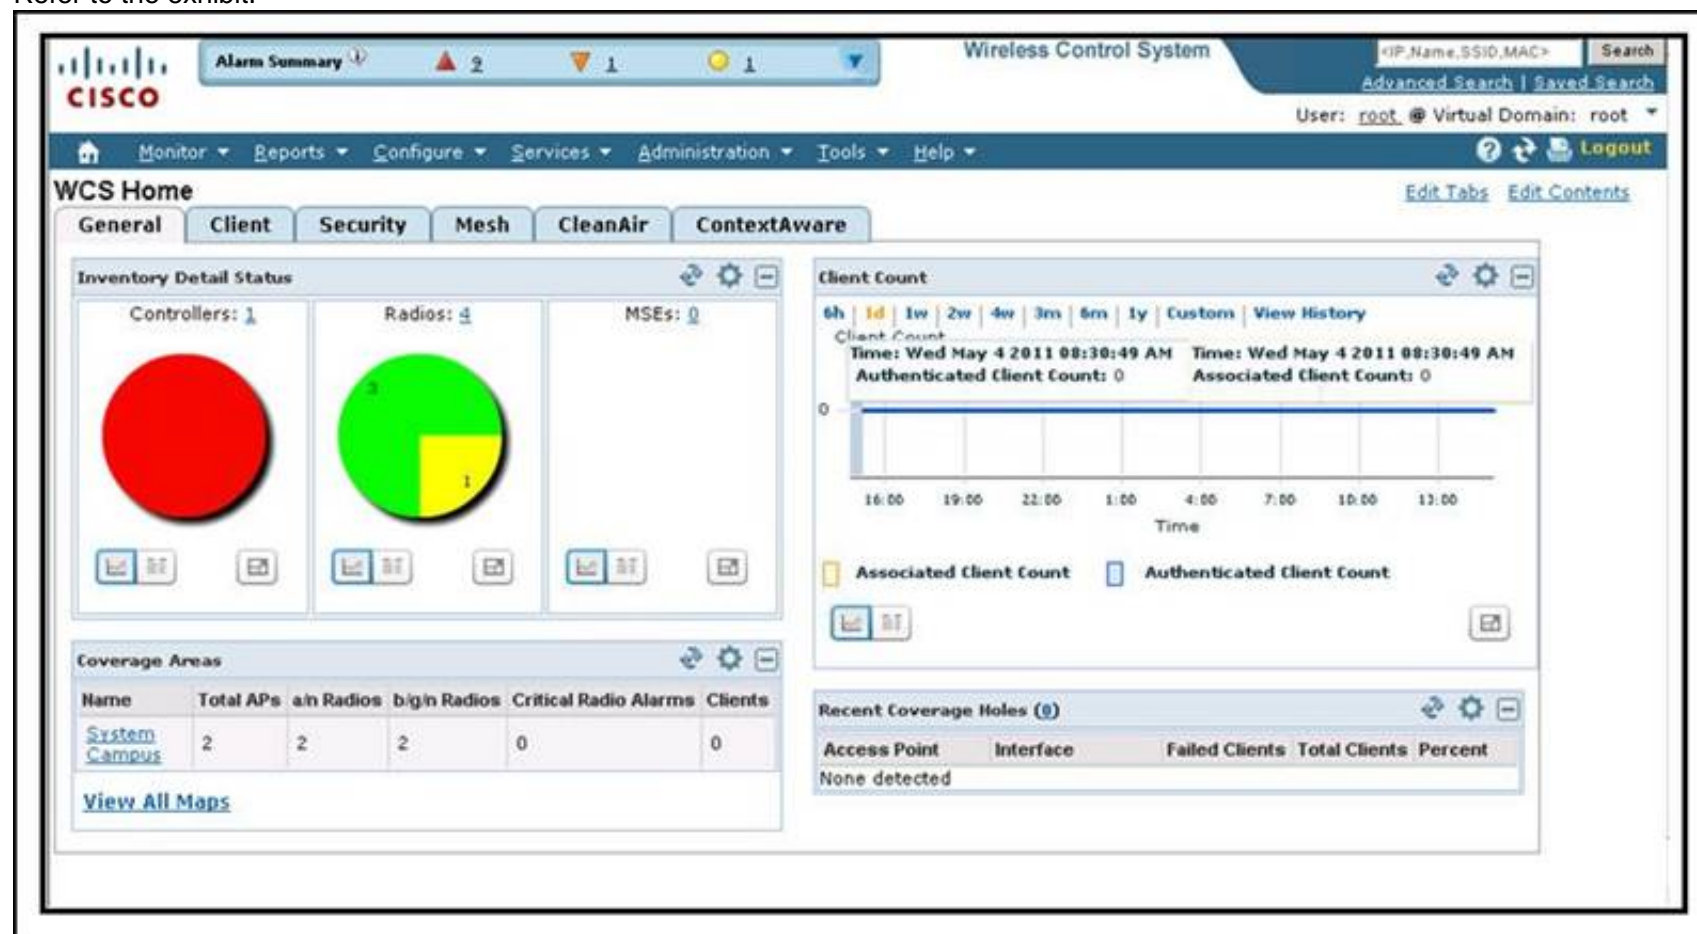 Refer to the exhibit.
CISCO
Alarm Summary 9 1 1
Wireless Control System
<IP,Name,SSID,MAC> Search
Advanced Search | Saved Search
User: root @ Virtual Domain: root
Monitor Reports Configure Services Administration Tools Help Logout
WCS Home
Edit Tabs Edit Contents
General Client Security Mesh CleanAir ContextAware
Inventory Detail Status
Controllers: 1 Radios: 4 MSEs: 0
3
1
Client Count
6h | 1d | 1w | 2w | 4w | 3m | 6m | 1y | Custom | View History
Client Count
Time: Wed May 4 2011 08:30:49 AM Time: Wed May 4 2011 08:30:49 AM
Authenticated Client Count: 0 Associated Client Count: 0
0
16:00 19:00 22:00 1:00 4:00 7:00 10:00 13:00
Time
Associated Client Count Authenticated Client Count
Coverage Areas
Name Total APs a/n Radios b/g/n Radios Critical Radio Alarms Clients
System Campus 2 2 2 0 0
View All Maps
Recent Coverage Holes (0)
Access Point Interface Failed Clients Total Clients Percent
None detected